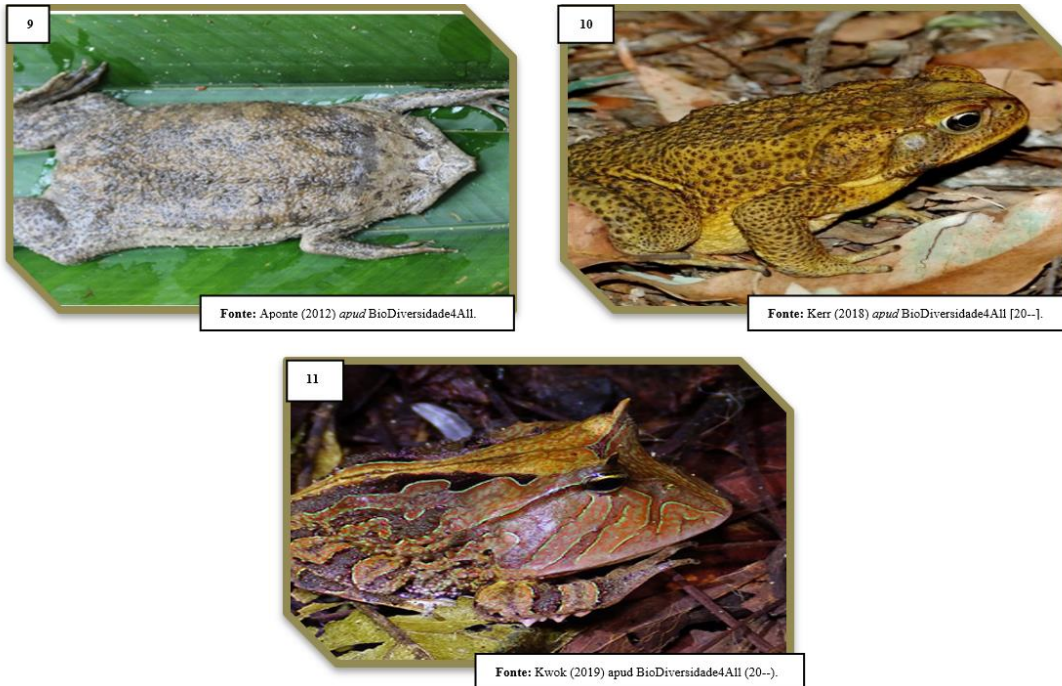 9
10
Fonte: Aponte (2012) apud BioDiversidade4All.
Fonte: Kerr (2018) apud BioDiversidade4All [20--].
11
Fonte: Kwok (2019) apud BioDiversidade4All (20--).